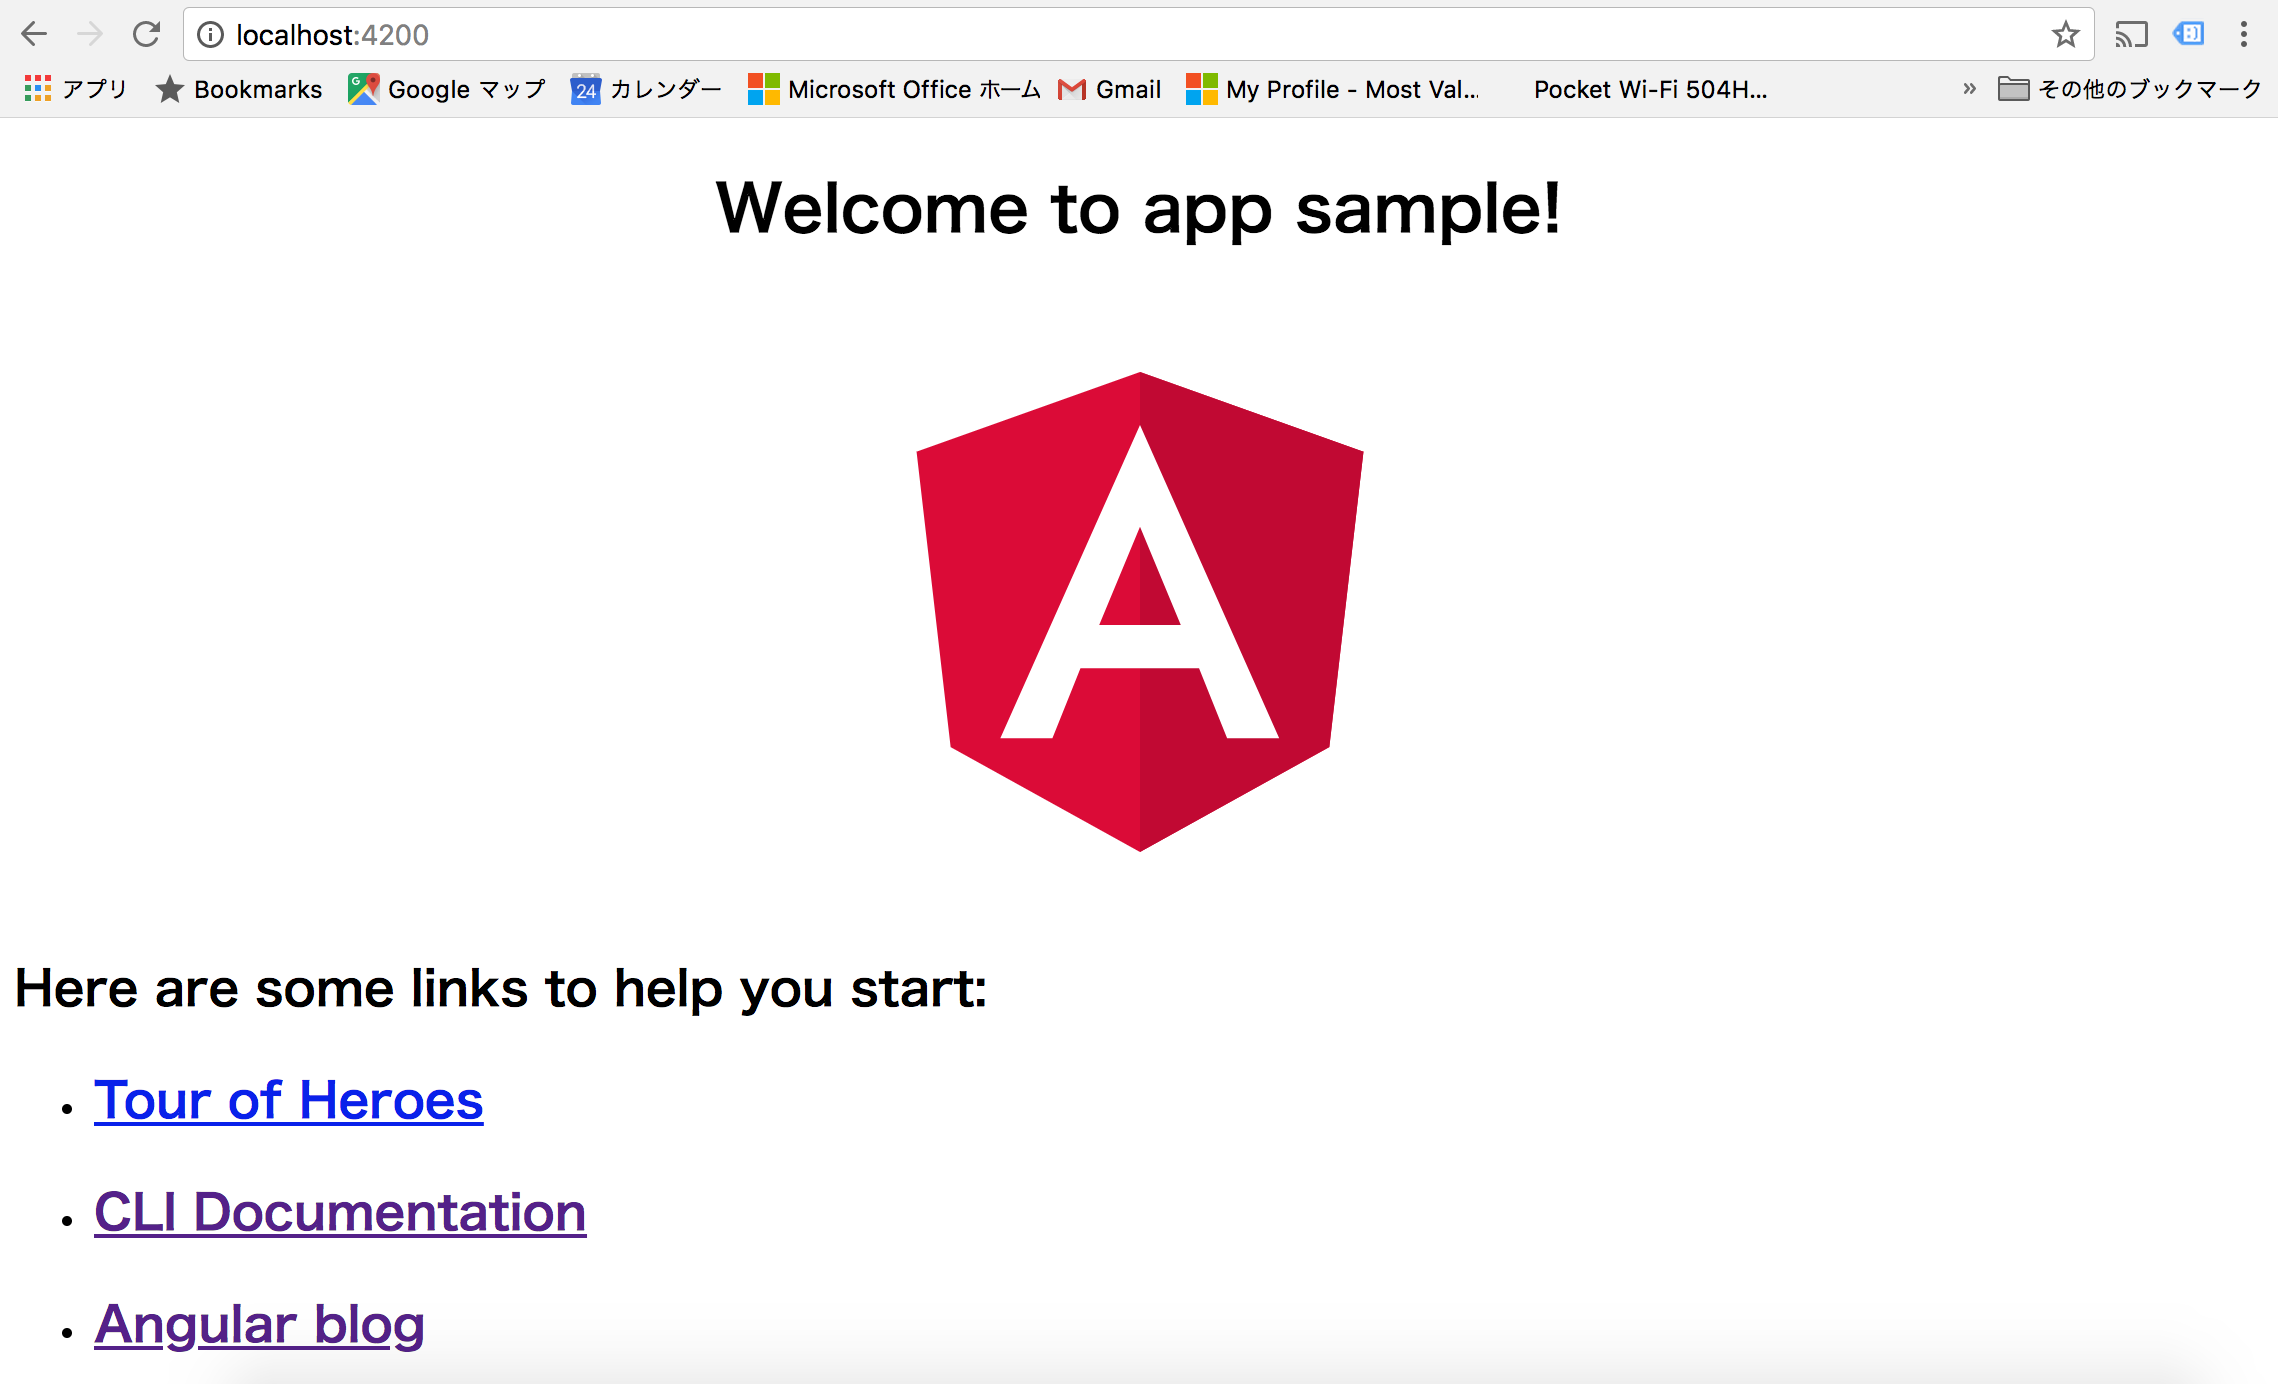 localhost:4200
アプリ Bookmarks Google マップ 24 カレンダー Microsoft Office ホーム Gmail My Profile - Most Val... Pocket Wi-Fi 504H... » その他のブックマーク
Welcome to app sample!
A
Here are some links to help you start:
• Tour of Heroes
• CLI Documentation
• Angular blog